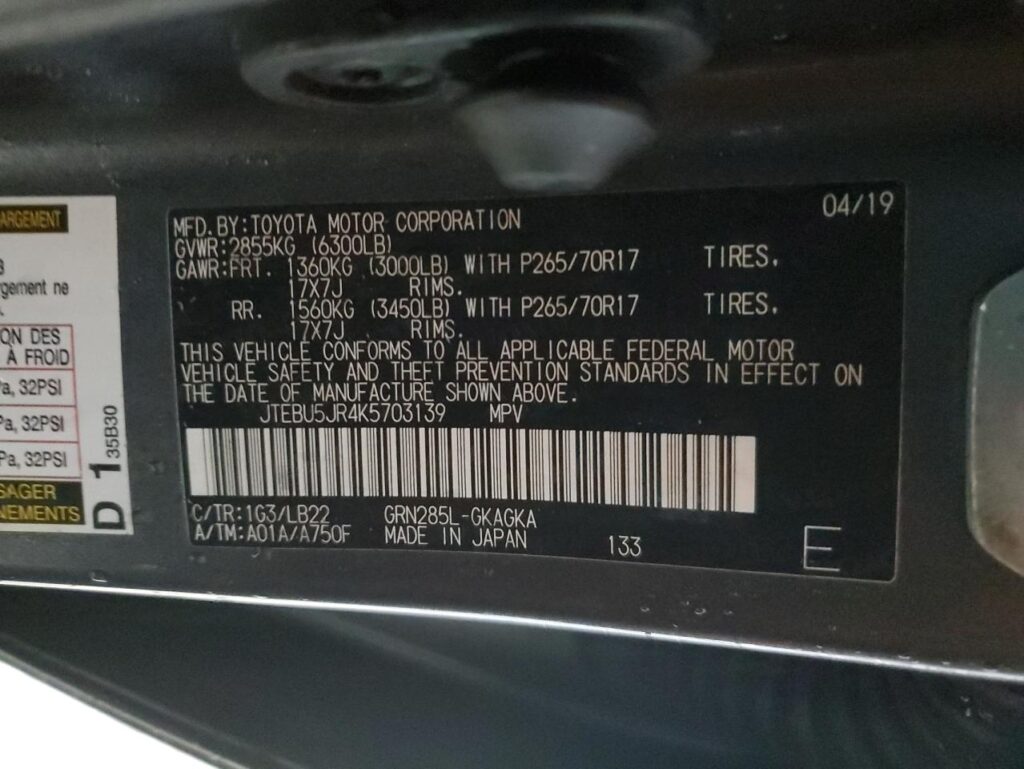 ARGEMENT
3
rgement ne
ON DES
À FROID
Pa, 32PSI
Pa, 32PSI
Pa, 32PSI
SAGER
NEMENTS
D 1 35B30
04/19
MFD.BY:TOYOTA MOTOR CORPORATION
GVWR:2855KG (6300LB)
GAWR:FRT. 1360KG (3000LB) WITH P265/70R17 TIRES.
17X7J RIMS.
RR. 1560KG (3450LB) WITH P265/70R17 TIRES.
17X7J RIMS.
THIS VEHICLE CONFORMS TO ALL APPLICABLE FEDERAL MOTOR
VEHICLE SAFETY AND THEFT PREVENTION STANDARDS IN EFFECT ON
THE DATE OF MANUFACTURE SHOWN ABOVE.
JTEBU5JR4K5703139 MPV
C/TR:1G3/LB22 GRN285L-GKAGKA
A/TM:A01A/A750F MADE IN JAPAN 133 E